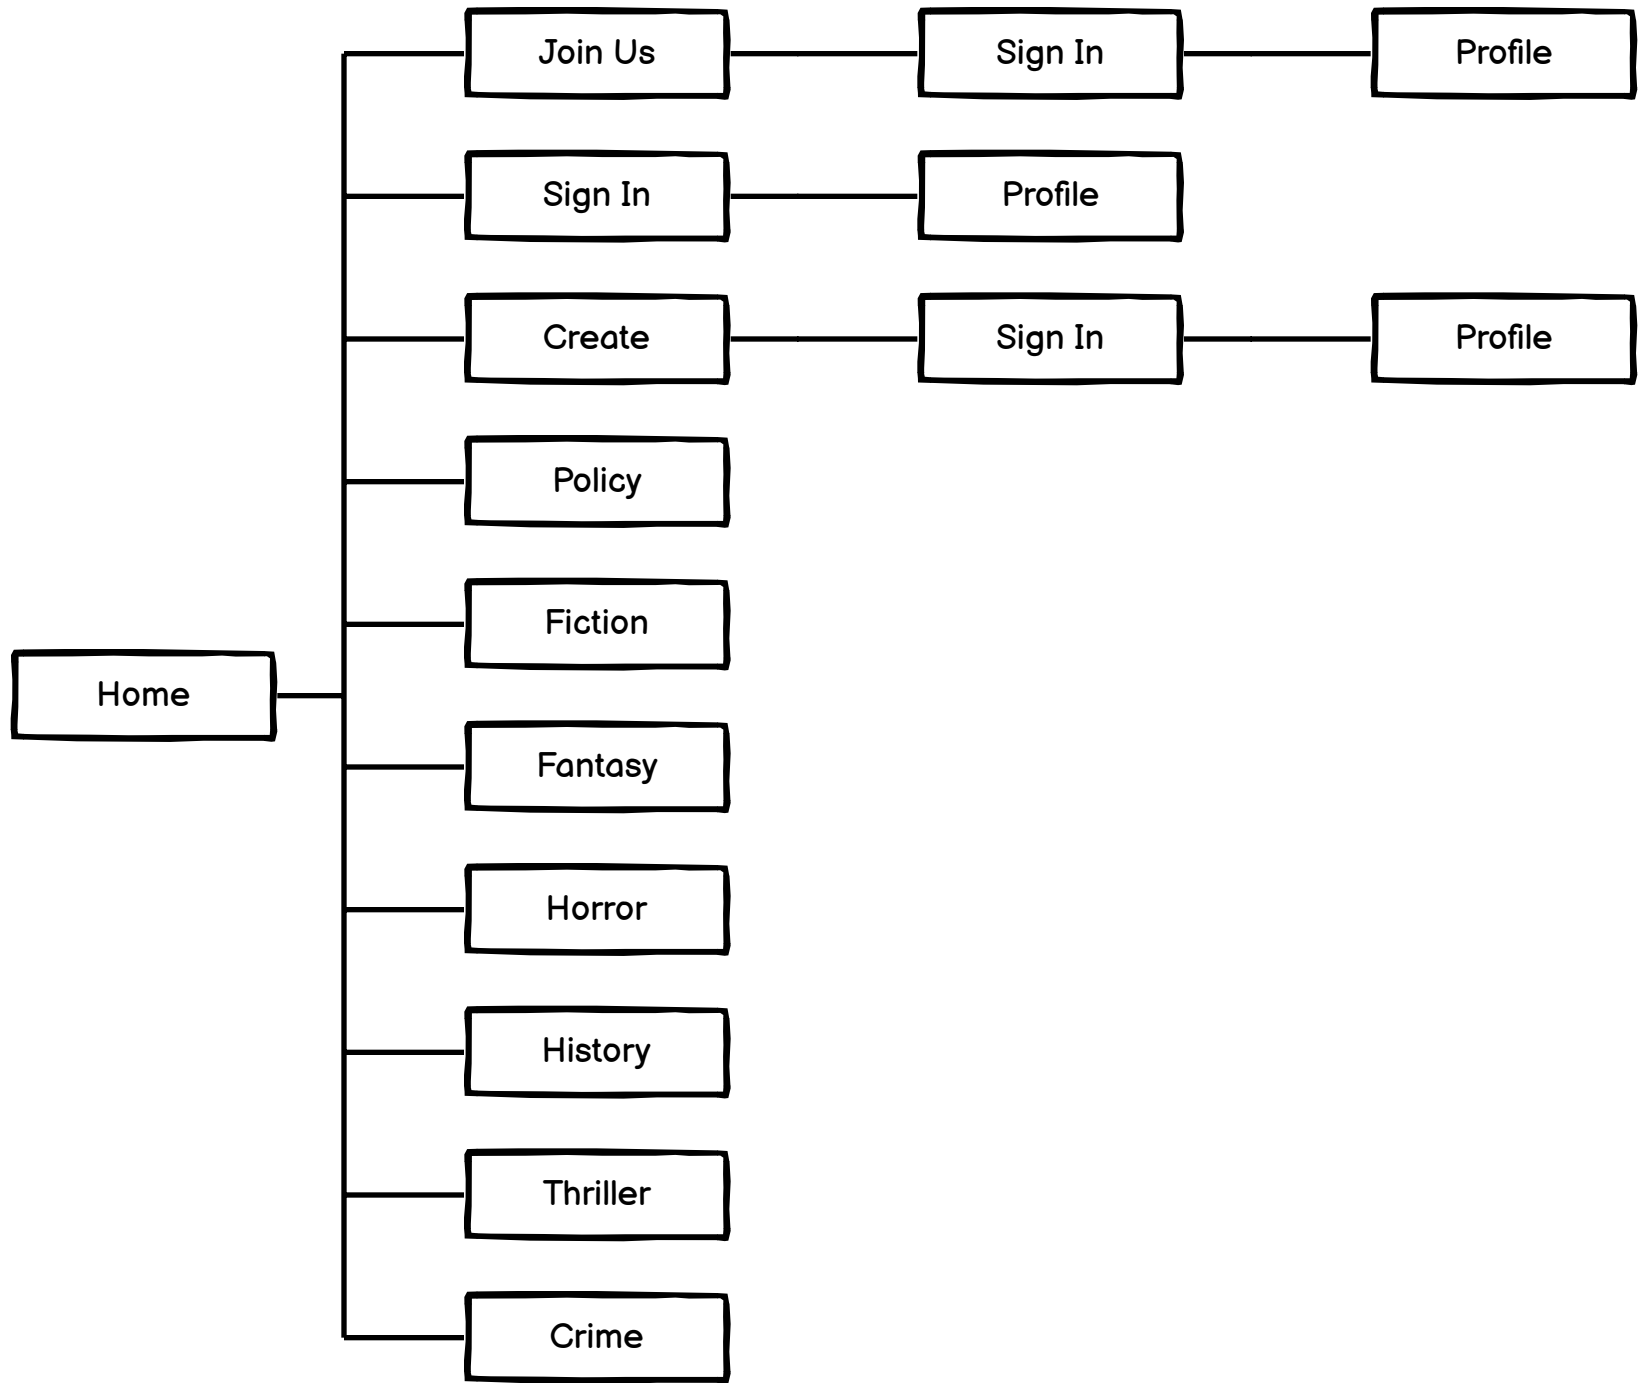 Join Us
Sign In
Profile
Sign In
Profile
Create
Sign In
Profile
Policy
Fiction
Home
Fantasy
Horror
History
Thriller
Crime